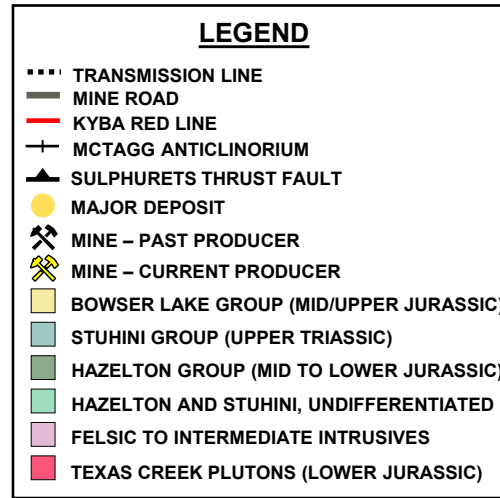 LEGEND
TRANSMISSION LINE
MINE ROAD
KYBA RED LINE
MCTAGG ANTICLINORIUM
SULPHURETS THRUST FAULT
MAJOR DEPOSIT
MINE – PAST PRODUCER
MINE – CURRENT PRODUCER
BOWSER LAKE GROUP (MID/UPPER JURASSIC)
STUHINI GROUP (UPPER TRIASSIC)
HAZELTON GROUP (MID TO LOWER JURASSIC)
HAZELTON AND STUHINI, UNDIFFERENTIATED
FELSIC TO INTERMEDIATE INTRUSIVES
TEXAS CREEK PLUTONS (LOWER JURASSIC)